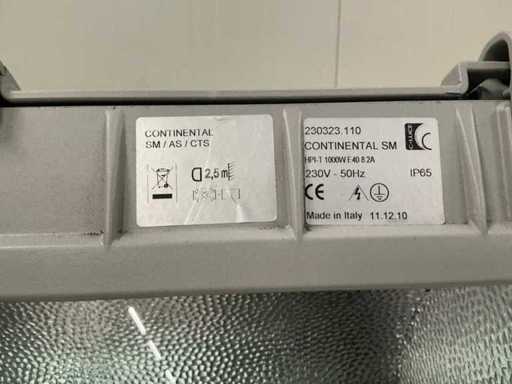 CONTINENTAL
SM / AS / CTS
2,5 m
230323.110
CONTINENTAL SM
HPI-T 1000W E40 8.2A
230V - 50Hz IP65
CE
Made in Italy 11.12.10